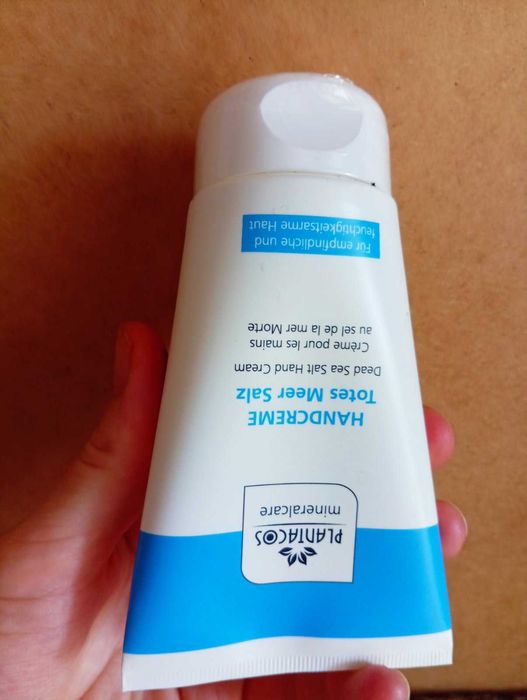 PLANTACOS
mineralcare
HANDCREME
Totes Meer Salz
Dead Sea Salt Hand Cream
Crème pour les mains
au sel de la mer Morte
Für empfindliche und
feuchtigkeitsarme Haut